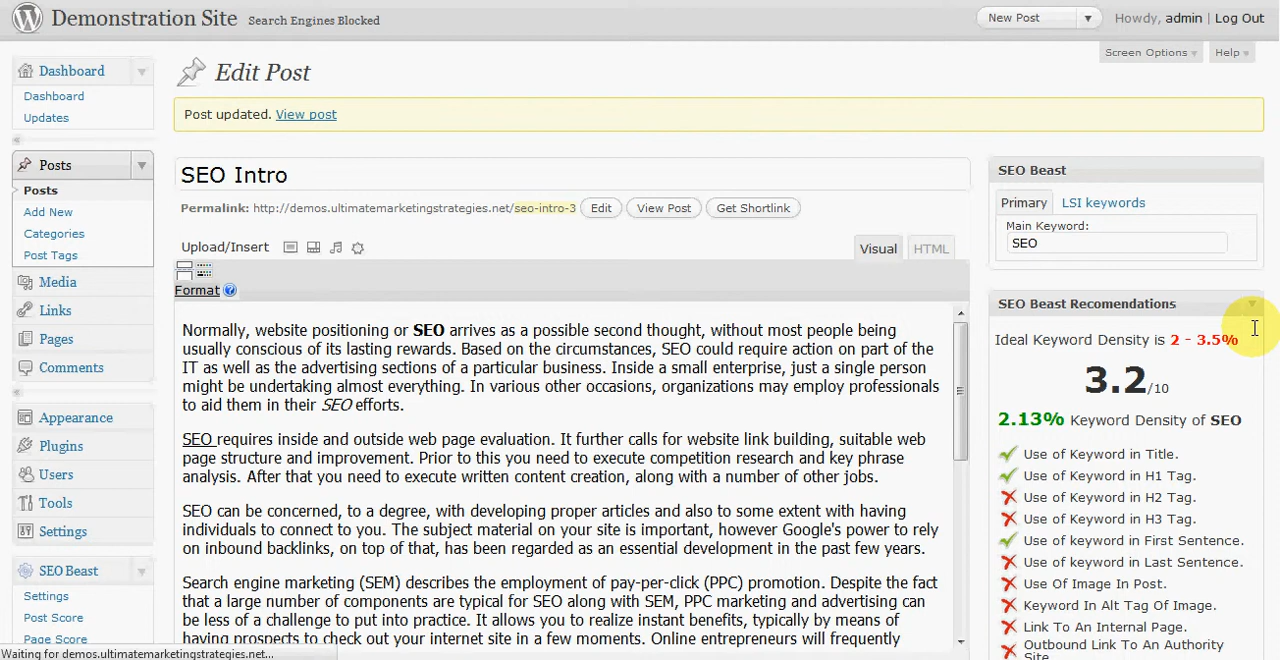 Demonstration Site Search Engines Blocked
New Post
Howdy, admin | Log Out
Screen Options
Help
Dashboard
Dashboard
Updates
Posts
Posts
Add New
Categories
Post Tags
Media
Links
Pages
Comments
Appearance
Plugins
Users
Tools
Settings
SEO Beast
Settings
Post Score
Page Score
Edit Post
Post updated. View post
SEO Intro
Permalink: http://demos.ultimatemarketingstrategies.net/seo-intro-3 Edit View Post Get Shortlink
Upload/Insert
Visual HTML
Format
Normally, website positioning or SEO arrives as a possible second thought, without most people being
usually conscious of its lasting rewards. Based on the circumstances, SEO could require action on part of the
IT as well as the advertising sections of a particular business. Inside a small enterprise, just a single person
might be undertaking almost everything. In various other occasions, organizations may employ professionals
to aid them in their SEO efforts.
SEO requires inside and outside web page evaluation. It further calls for website link building, suitable web
page structure and improvement. Prior to this you need to execute competition research and key phrase
analysis. After that you need to execute written content creation, along with a number of other jobs.
SEO can be concerned, to a degree, with developing proper articles and also to some extent with having
individuals to connect to you. The subject material on your site is important, however Google's power to rely
on inbound backlinks, on top of that, has been regarded as an essential development in the past few years.
Search engine marketing (SEM) describes the employment of pay-per-click (PPC) promotion. Despite the fact
that a large number of components are typical for SEO along with SEM, PPC marketing and advertising can
be less of a challenge to put into practice. It allows you to realize instant benefits, typically by means of
having prospects to check out your internet site in a few moments. Online entrepreneurs will frequently
SEO Beast
Primary LSI keywords
Main Keyword:
SEO
SEO Beast Recomendations
Ideal Keyword Density is 2 - 3.5%
3.2/10
2.13% Keyword Density of SEO
Use of Keyword in Title.
Use of Keyword in H1 Tag.
Use of Keyword in H2 Tag.
Use of Keyword in H3 Tag.
Use of Keyword in First Sentence.
Use of keyword in Last Sentence.
Use Of Image In Post.
Keyword In Alt Tag Of Image.
Link To An Internal Page.
Outbound Link To An Authority
Site
Waiting for demos.ultimatemarketingstrategies.net...